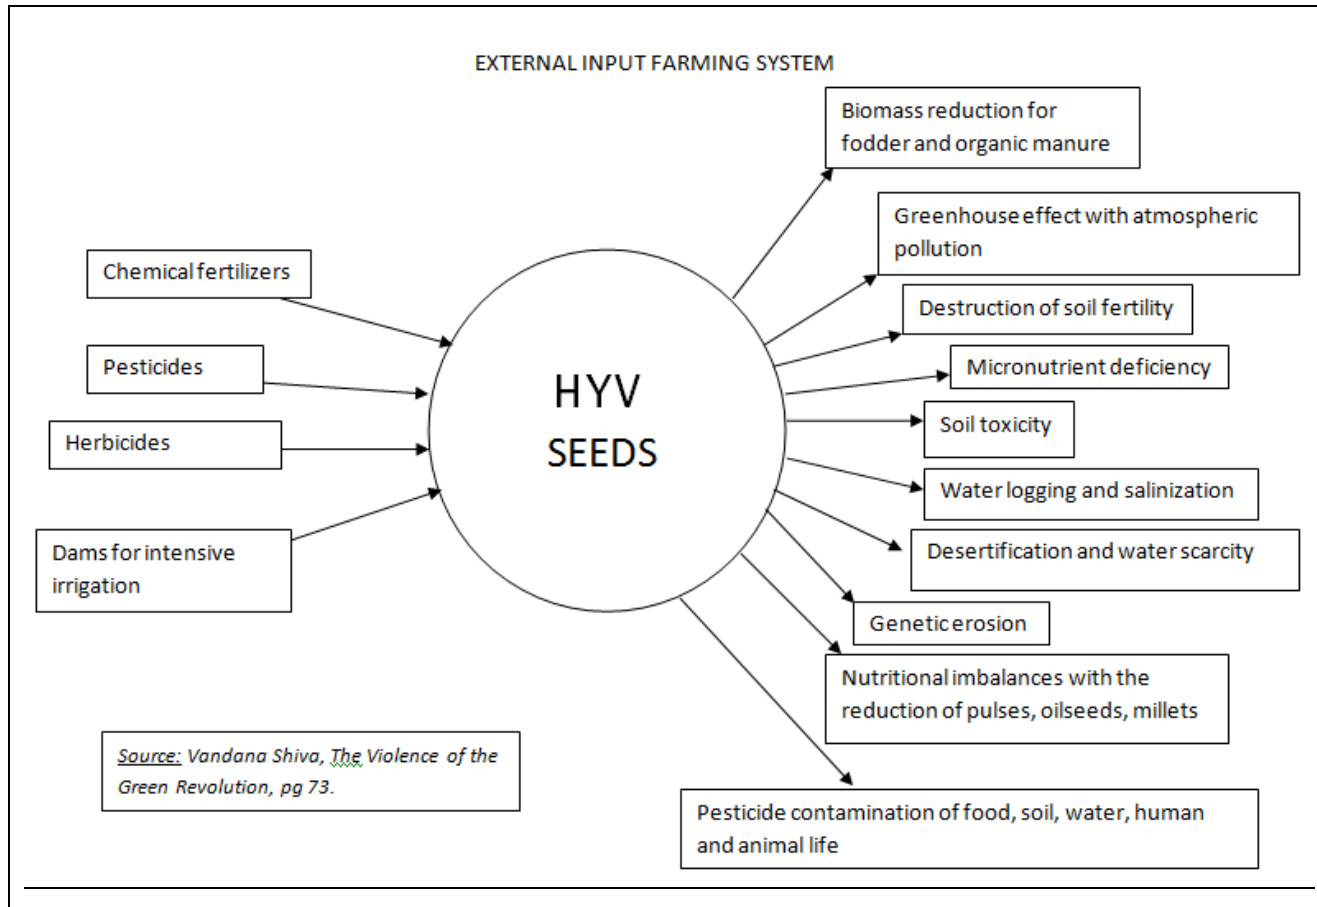 EXTERNAL INPUT FARMING SYSTEM
Chemical fertilizers
Pesticides
Herbicides
Dams for intensive
irrigation
HYV
SEEDS
Biomass reduction for
fodder and organic manure
Greenhouse effect with atmospheric
pollution
Destruction of soil fertility
Micronutrient deficiency
Soil toxicity
Water logging and salinization
Desertification and water scarcity
Genetic erosion
Nutritional imbalances with the
reduction of pulses, oilseeds, millets
Pesticide contamination of food, soil, water, human
and animal life
Source: Vandana Shiva, The Violence of the
Green Revolution, pg 73.